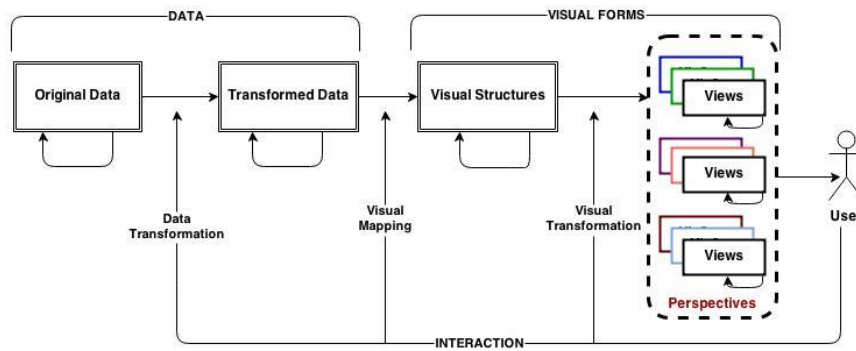 DATA
VISUAL FORMS
Original Data
Transformed Data
Visual Structures
Views
Views
Views
Data
Transformation
Visual
Mapping
Visual
Transformation
Perspectives
INTERACTION